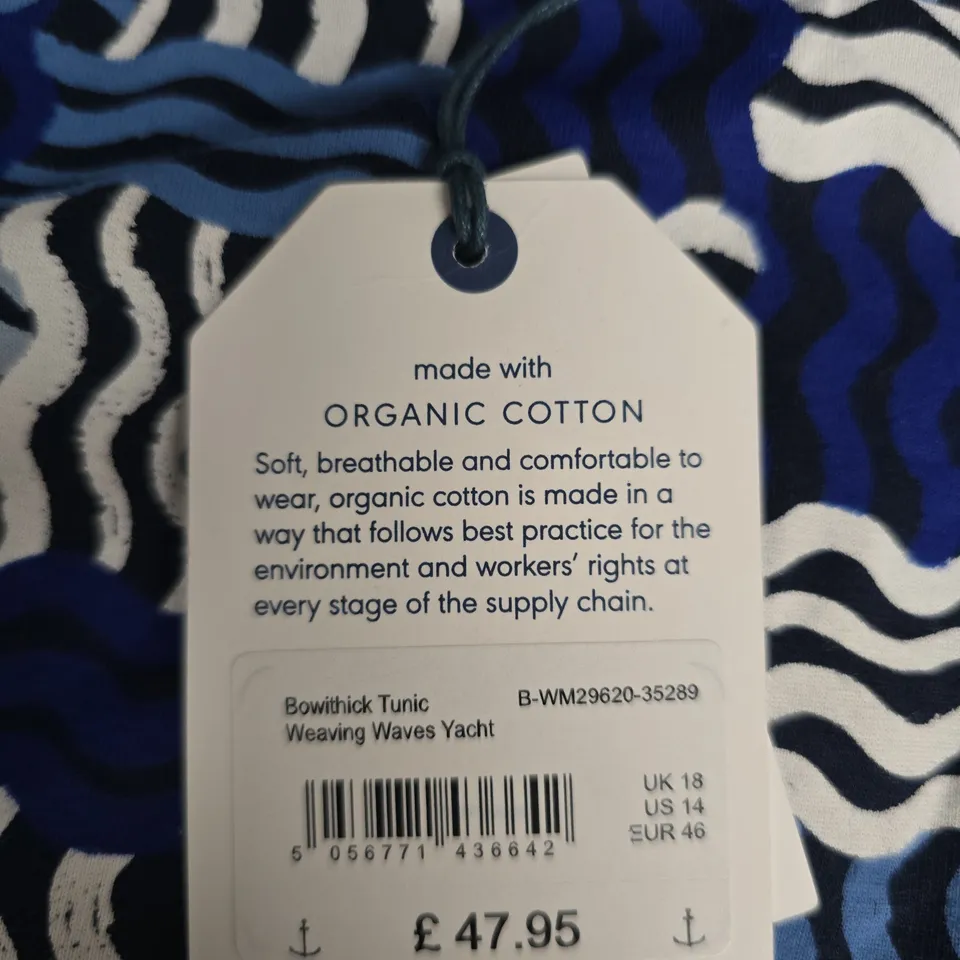 made with
ORGANIC COTTON
Soft, breathable and comfortable to
wear, organic cotton is made in a
way that follows best practice for the
environment and workers' rights at
every stage of the supply chain.
Bowithick Tunic B-WM29620-35289
Weaving Waves Yacht
UK 18
US 14
EUR 46
5 056771 436642
£ 47.95